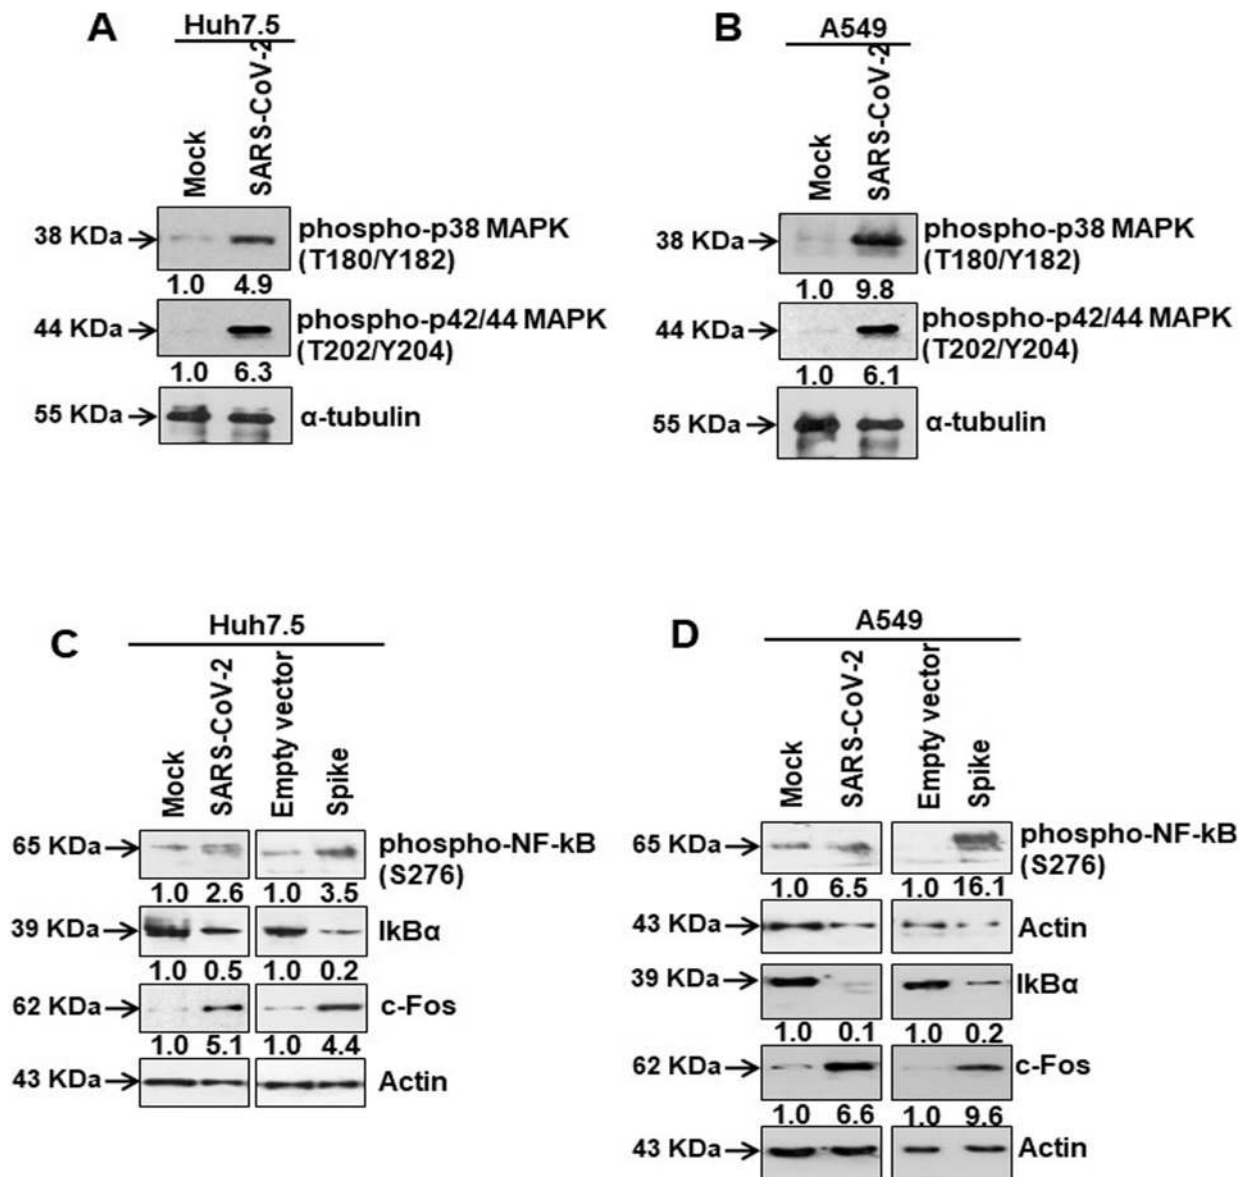 A
Huh7.5
Mock
SARS-CoV-2
38 KDa
phospho-p38 MAPK
(T180/Y182)
1.0 4.9
44 KDa
phospho-p42/44 MAPK
(T202/Y204)
1.0 6.3
55 KDa
α-tubulin
B
A549
Mock
SARS-CoV-2
38 KDa
phospho-p38 MAPK
(T180/Y182)
1.0 9.8
44 KDa
phospho-p42/44 MAPK
(T202/Y204)
1.0 6.1
55 KDa
α-tubulin
C
Huh7.5
Mock
SARS-CoV-2
Empty vector
Spike
65 KDa
phospho-NF-kB
(S276)
1.0 2.6 1.0 3.5
39 KDa
IkBα
1.0 0.5 1.0 0.2
62 KDa
c-Fos
1.0 5.1 1.0 4.4
43 KDa
Actin
D
A549
Mock
SARS-CoV-2
Empty vector
Spike
65 KDa
phospho-NF-kB
(S276)
1.0 6.5 1.0 16.1
43 KDa
Actin
39 KDa
IkBα
1.0 0.1 1.0 0.2
62 KDa
c-Fos
1.0 6.6 1.0 9.6
43 KDa
Actin